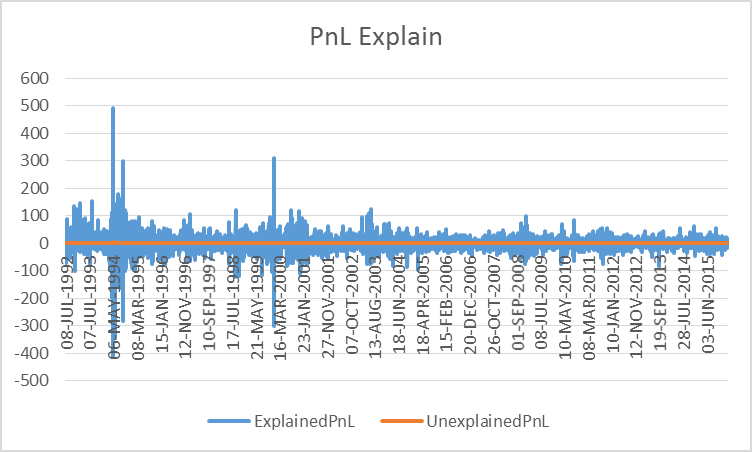 PnL Explain
600
500
400
300
200
100
0
-100
-200
-300
-400
-500
08-JUL-1992
07-JUL-1993
06-MAY-1994
08-MAR-1995
15-JAN-1996
12-NOV-1996
10-SEP-1997
17-JUL-1998
21-MAY-1999
16-MAR-2000
23-JAN-2001
27-NOV-2001
07-OCT-2002
13-AUG-2003
18-JUN-2004
18-APR-2005
15-FEB-2006
20-DEC-2006
26-OCT-2007
01-SEP-2008
08-JUL-2009
10-MAY-2010
08-MAR-2011
10-JAN-2012
12-NOV-2012
19-SEP-2013
28-JUL-2014
03-JUN-2015
ExplainedPnL UnexplainedPnL